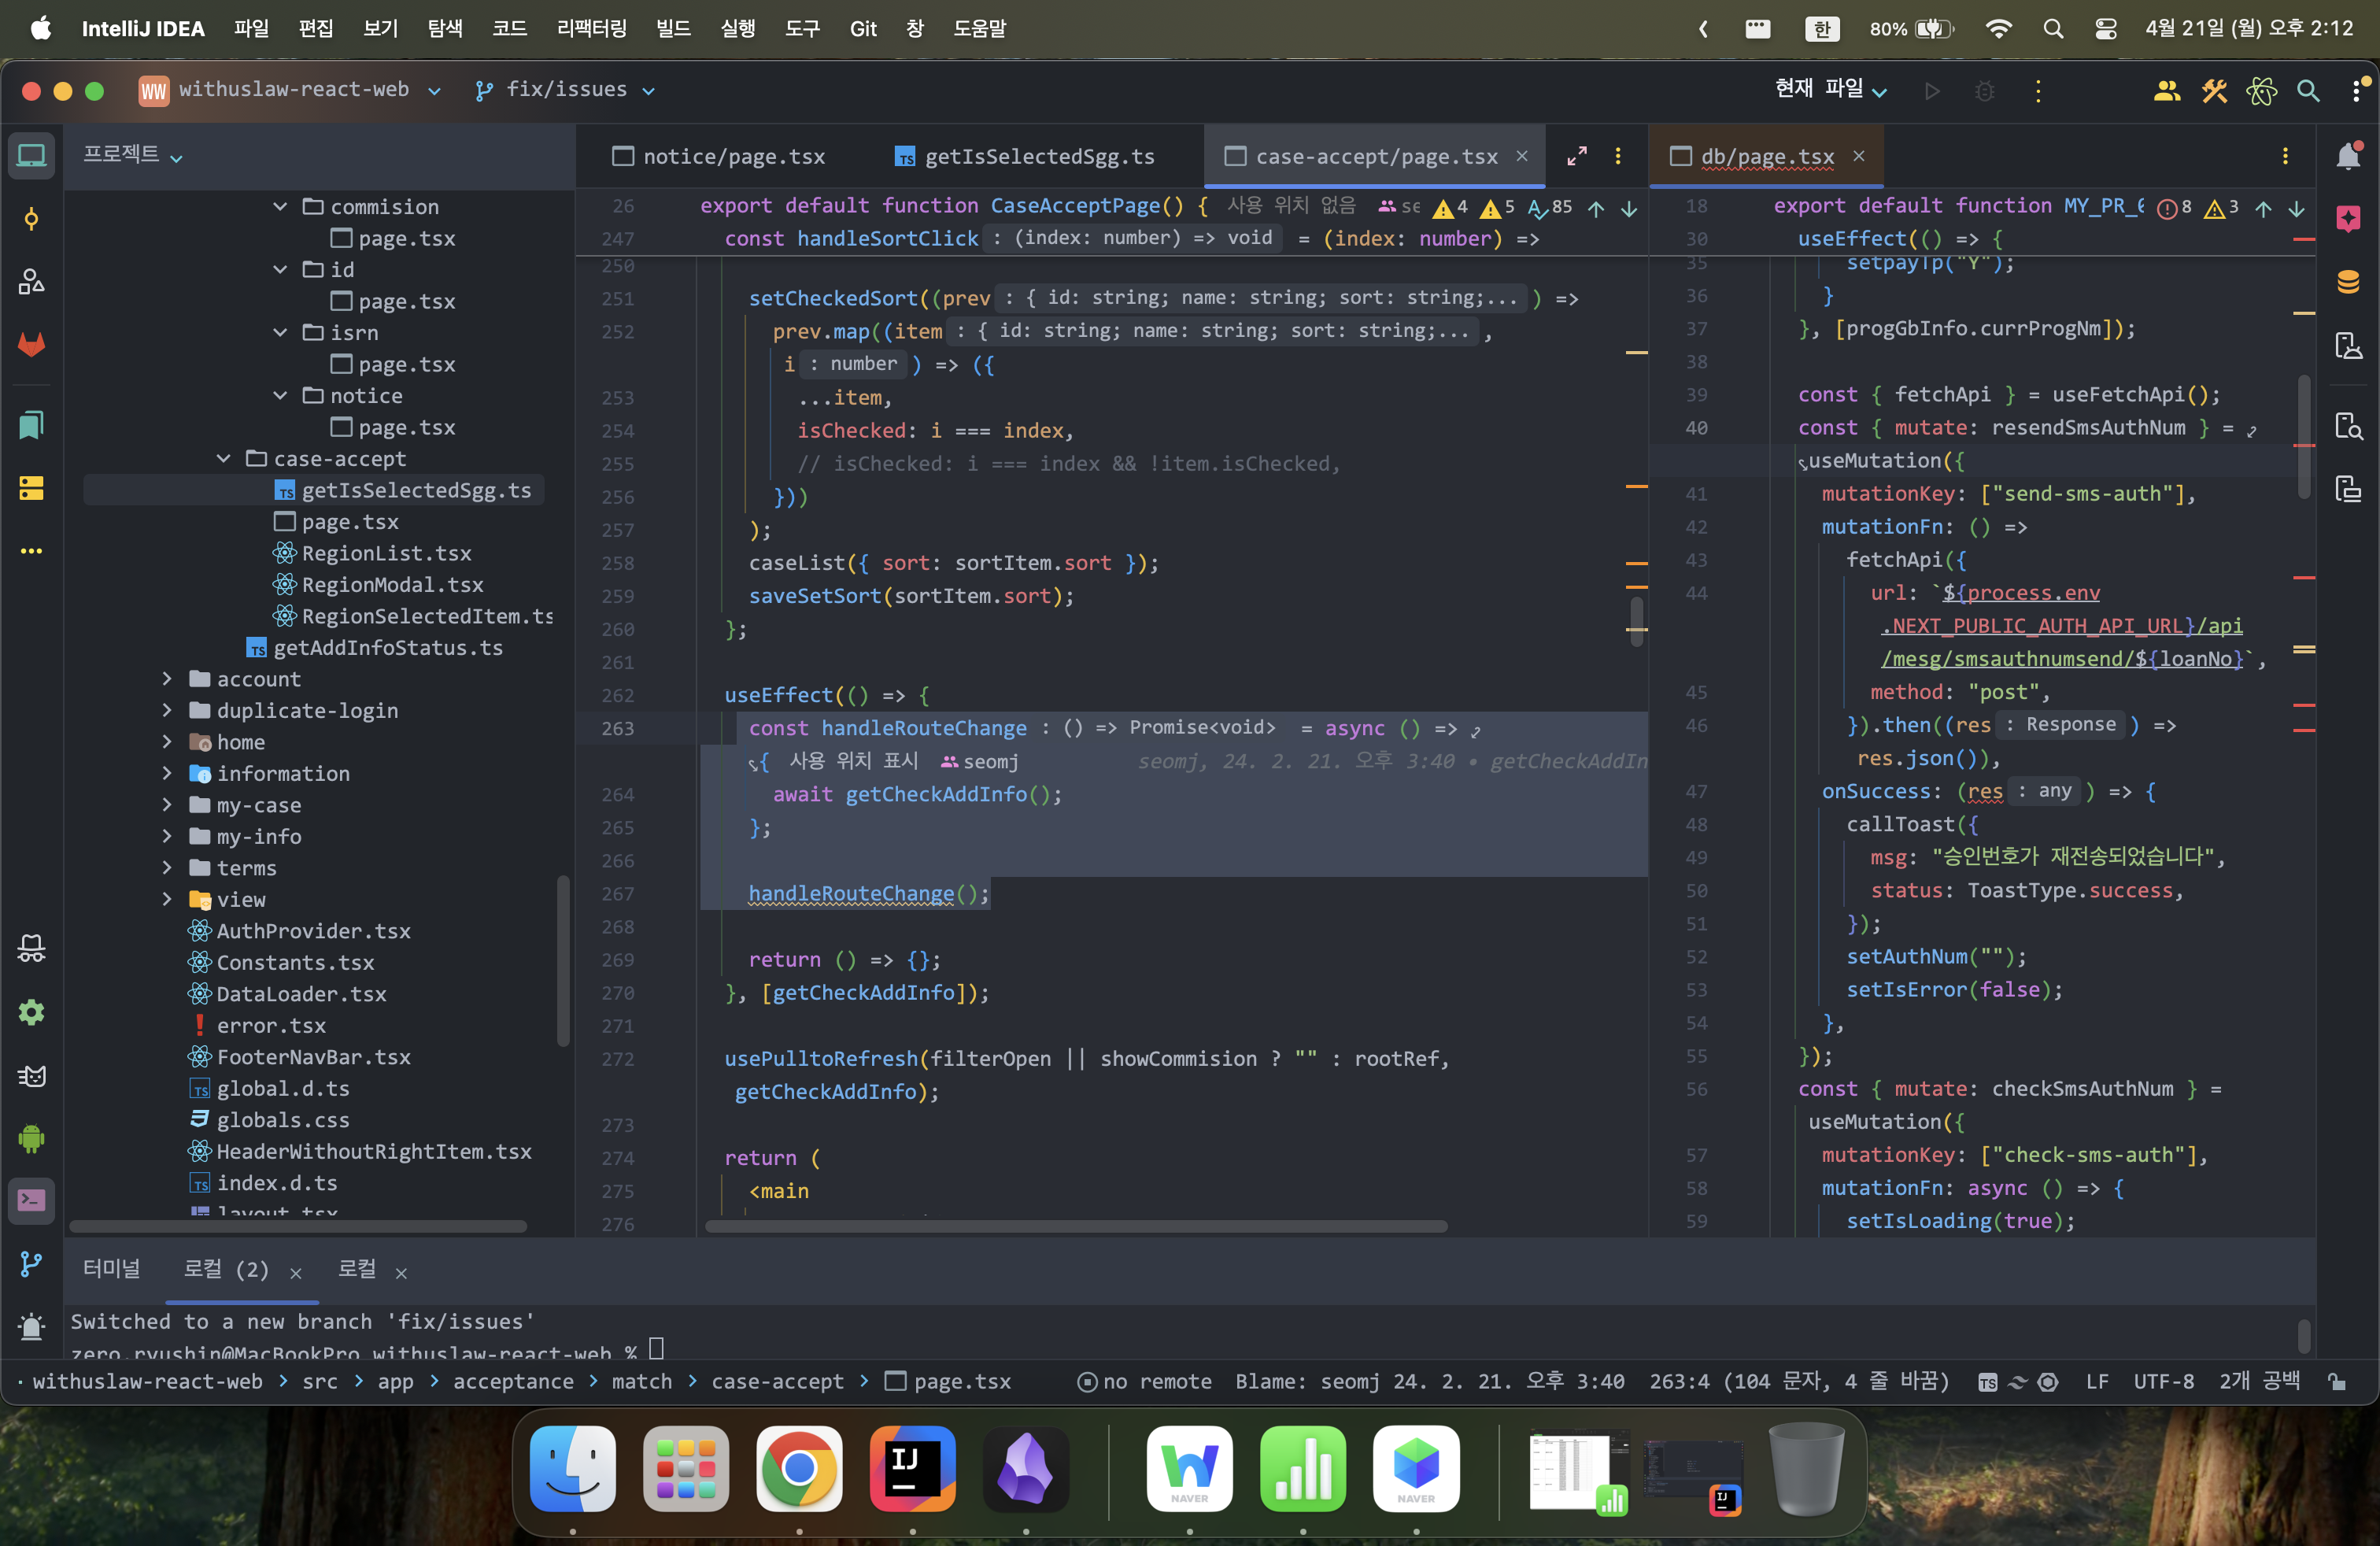 IntelliJ IDEA 파일 편집 보기 탐색 코드 리팩터링 빌드 실행 도구 Git 창 도움말 한 80% 4월 21일 (월) 오후 2:12
WW withuslaw-react-web fix/issues 현재 파일
프로젝트
commision
page.tsx
id
page.tsx
isrn
page.tsx
notice
page.tsx
case-accept
TS getIsSelectedSgg.ts
page.tsx
RegionList.tsx
RegionModal.tsx
RegionSelectedItem.ts
TS getAddInfoStatus.ts
account
duplicate-login
home
information
my-case
my-info
terms
view
AuthProvider.tsx
Constants.tsx
DataLoader.tsx
error.tsx
FooterNavBar.tsx
TS global.d.ts
globals.css
HeaderWithoutRightItem.tsx
TS index.d.ts
layout.tsx
notice/page.tsx TS getIsSelectedSgg.ts case-accept/page.tsx
26 export default function CaseAcceptPage() { 사용 위치 없음 se 4 5 85
247 const handleSortClick : (index: number) => void = (index: number) =>
250
251 setCheckedSort((prev : { id: string; name: string; sort: string;... ) =>
252 prev.map((item : { id: string; name: string; sort: string;... ,
i : number ) => ({
253 ...item,
254 isChecked: i === index,
255 // isChecked: i === index && !item.isChecked,
256 }))
257 );
258 caseList({ sort: sortItem.sort });
259 saveSetSort(sortItem.sort);
260 };
261
262 useEffect(() => {
263 const handleRouteChange : () => Promise<void> = async () =>
{ 사용 위치 표시 seomj seomj, 24. 2. 21. 오후 3:40 • getCheckAddIn
264 await getCheckAddInfo();
265 };
266
267 handleRouteChange();
268
269 return () => {};
270 }, [getCheckAddInfo]);
271
272 usePulltoRefresh(filterOpen || showCommision ? "" : rootRef,
getCheckAddInfo);
273
274 return (
275 <main
276
db/page.tsx
18 export default function MY_PR_ 8 3
30 useEffect(() => {
35 setpayTp("Y");
36 }
37 }, [progGbInfo.currProgNm]);
38
39 const { fetchApi } = useFetchApi();
40 const { mutate: resendSmsAuthNum } =
useMutation({
41 mutationKey: ["send-sms-auth"],
42 mutationFn: () =>
43 fetchApi({
44 url: `${process.env
.NEXT_PUBLIC_AUTH_API_URL}/api
/mesg/smsauthnumsend/${loanNo}`,
45 method: "post",
46 }).then((res : Response ) =>
res.json()),
47 onSuccess: (res : any ) => {
48 callToast({
49 msg: "승인번호가 재전송되었습니다",
50 status: ToastType.success,
51 });
52 setAuthNum("");
53 setIsError(false);
54 },
55 });
56 const { mutate: checkSmsAuthNum } =
useMutation({
57 mutationKey: ["check-sms-auth"],
58 mutationFn: async () => {
59 setIsLoading(true);
터미널 로컬 (2) 로컬
Switched to a new branch 'fix/issues'
zero.ryushin@MacBookPro withuslaw-react-web %
withuslaw-react-web > src > app > acceptance > match > case-accept > page.tsx no remote Blame: seomj 24. 2. 21. 오후 3:40 263:4 (104 문자, 4 줄 바꿈) TS LF UTF-8 2개 공백
IJ NAVER NAVER IJ